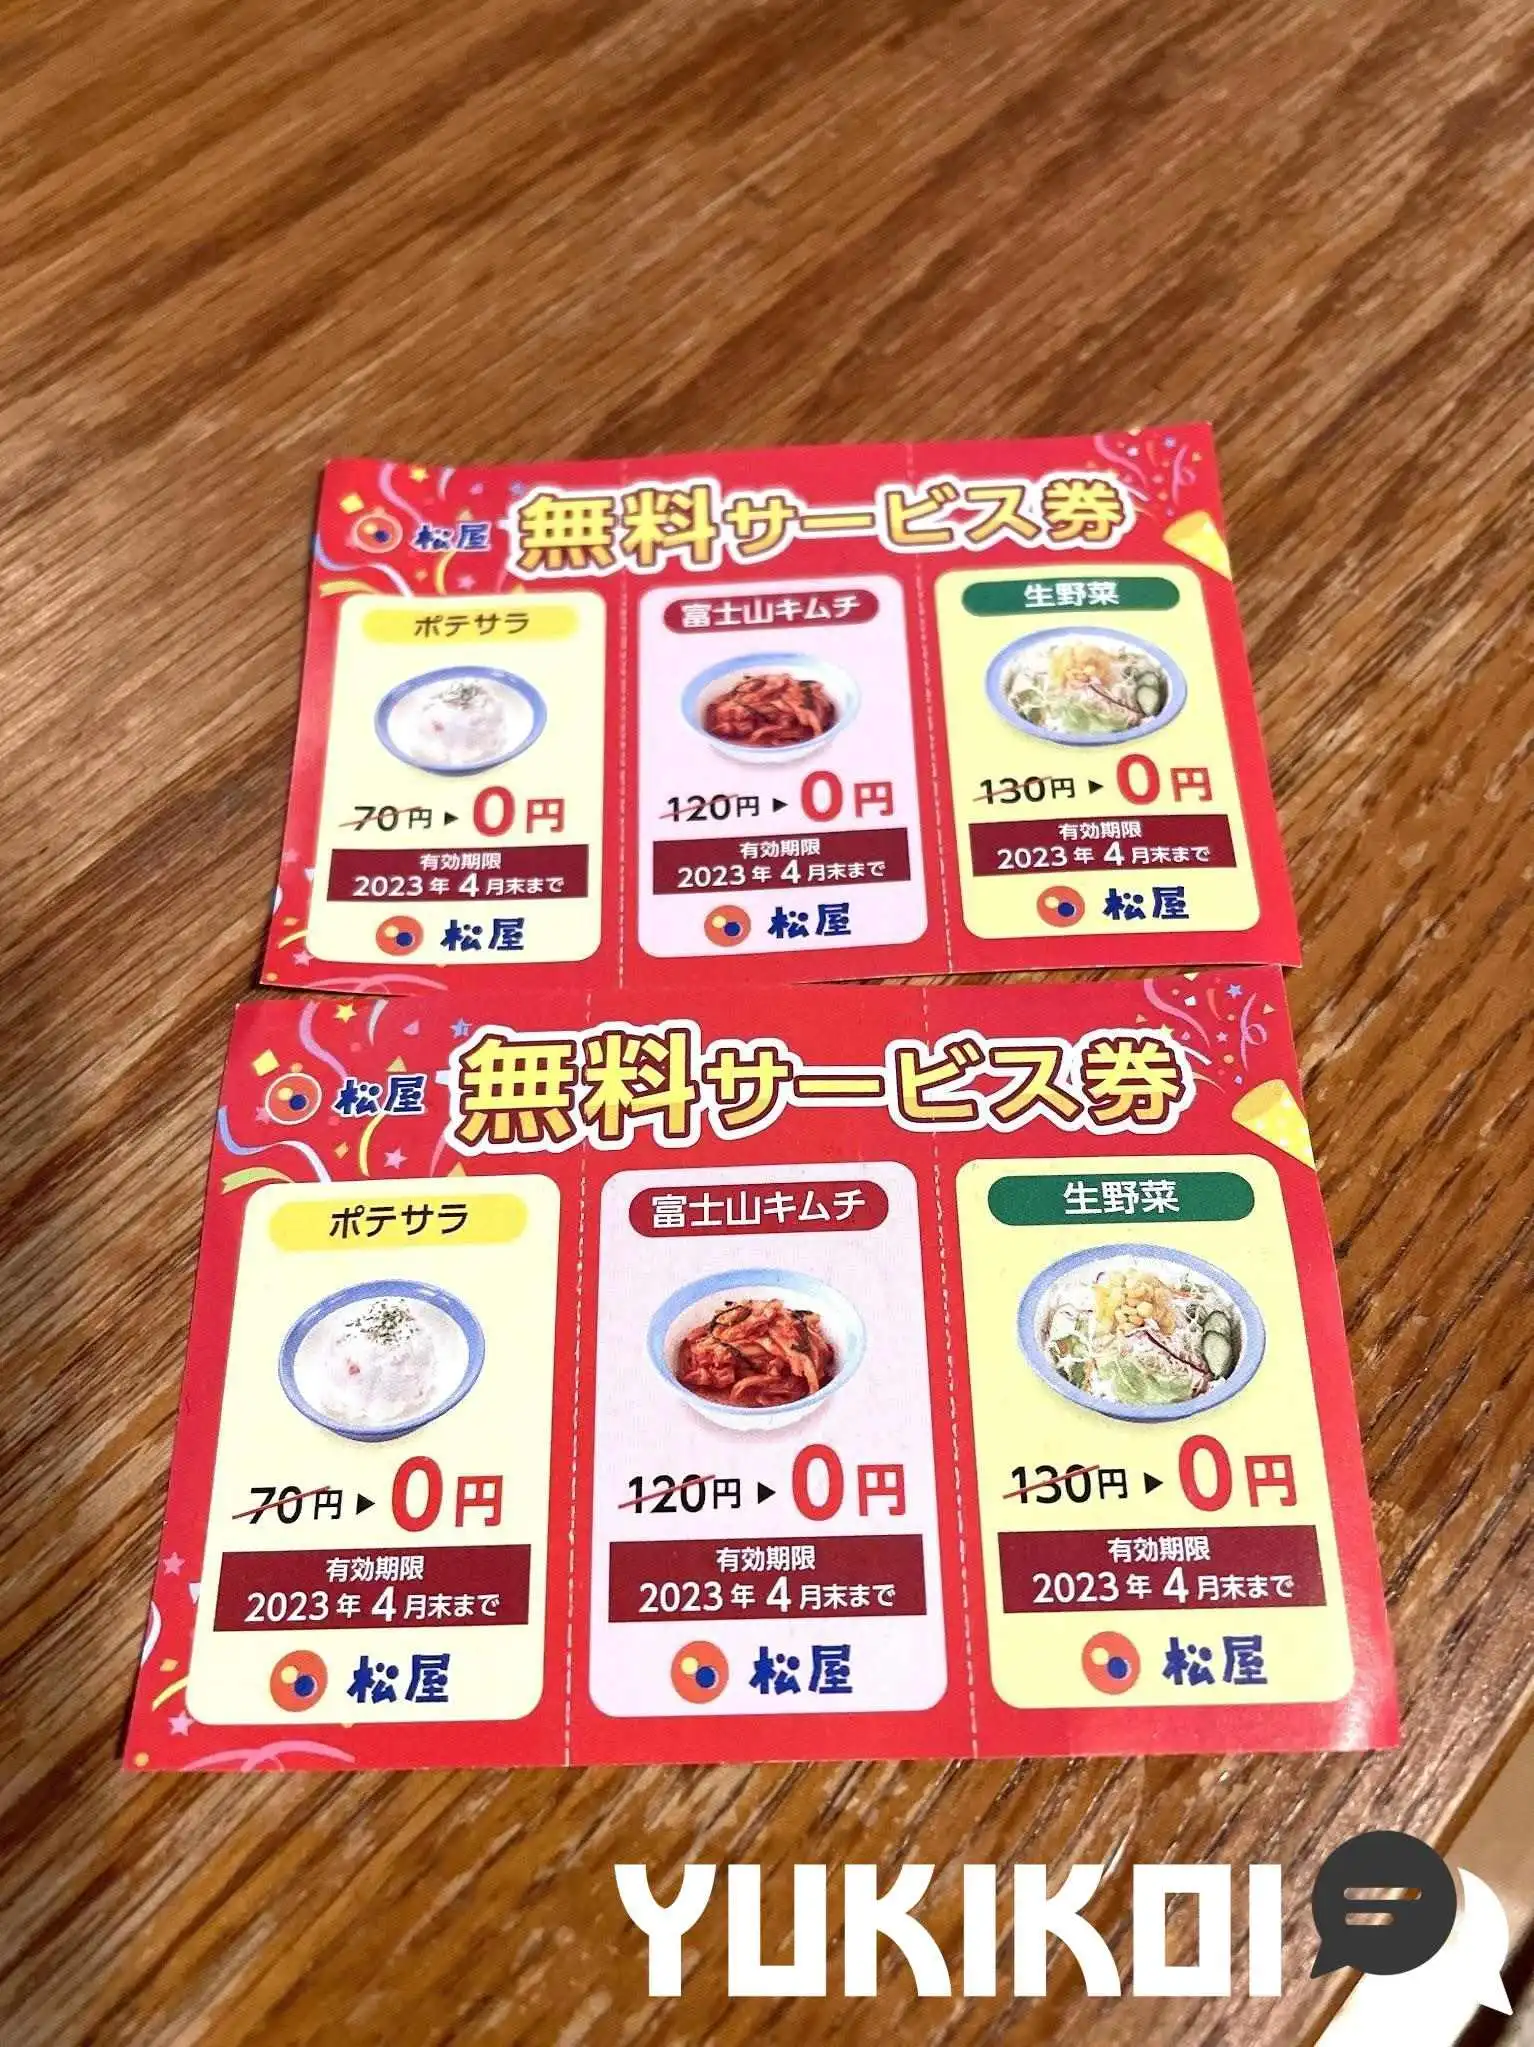 松屋 無料サービス券
ポテサラ
70円▶0円
有効期限
2023年4月末まで
松屋
富士山キムチ
120円▶0円
有効期限
2023年4月末まで
松屋
生野菜
130円▶0円
有効期限
2023年4月末まで
松屋
松屋 無料サービス券
ポテサラ
70円▶0円
有効期限
2023年4月末まで
松屋
富士山キムチ
120円▶0円
有効期限
2023年4月末まで
松屋
生野菜
130円▶0円
有効期限
2023年4月末まで
松屋
YUKIKOI